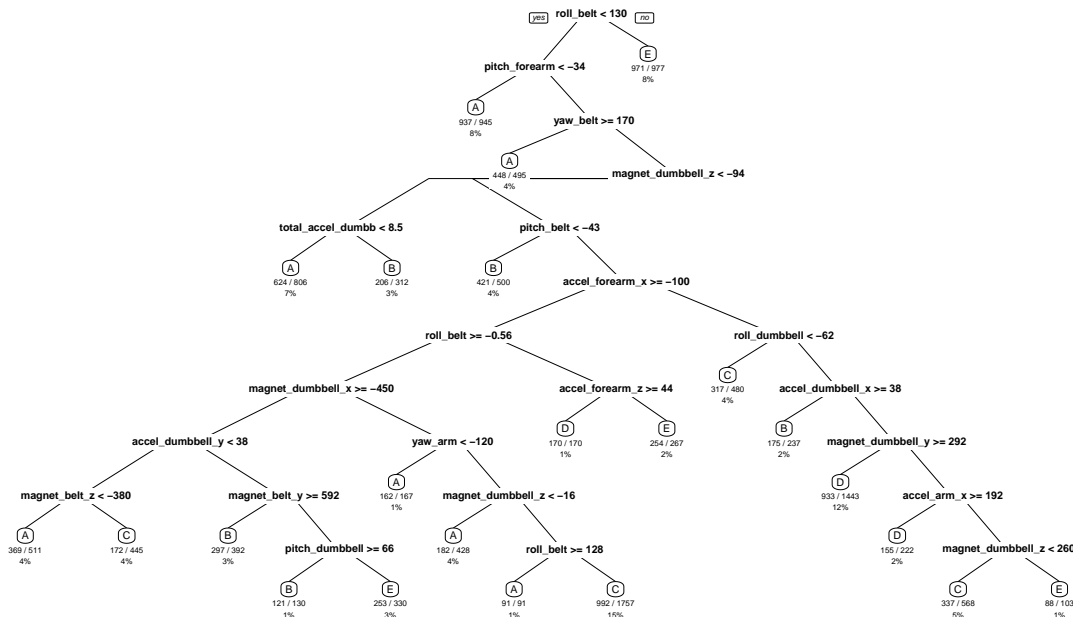 yes roll_belt < 130 no
E
971 / 977
8%
pitch_forearm < −34
A
937 / 945
8%
yaw_belt >= 170
A
448 / 495
4%
magnet_dumbbell_z < −94
total_accel_dumbb < 8.5
pitch_belt < −43
A
624 / 806
7%
B
206 / 312
3%
B
421 / 500
4%
accel_forearm_x >= −100
roll_belt >= −0.56
roll_dumbbell < −62
C
317 / 480
4%
magnet_dumbbell_x >= −450
accel_forearm_z >= 44
accel_dumbbell_x >= 38
D
170 / 170
1%
E
254 / 267
2%
B
175 / 237
2%
accel_dumbbell_y < 38
yaw_arm < −120
magnet_dumbbell_y >= 292
A
162 / 167
1%
D
933 / 1443
12%
magnet_belt_z < −380
magnet_belt_y >= 592
magnet_dumbbell_z < −16
accel_arm_x >= 192
A
369 / 511
4%
C
172 / 445
4%
B
297 / 392
3%
A
182 / 428
4%
D
155 / 222
2%
pitch_dumbbell >= 66
roll_belt >= 128
magnet_dumbbell_z < 260
B
121 / 130
1%
E
253 / 330
3%
A
91 / 91
1%
C
992 / 1757
15%
C
337 / 568
5%
E
88 / 103
1%